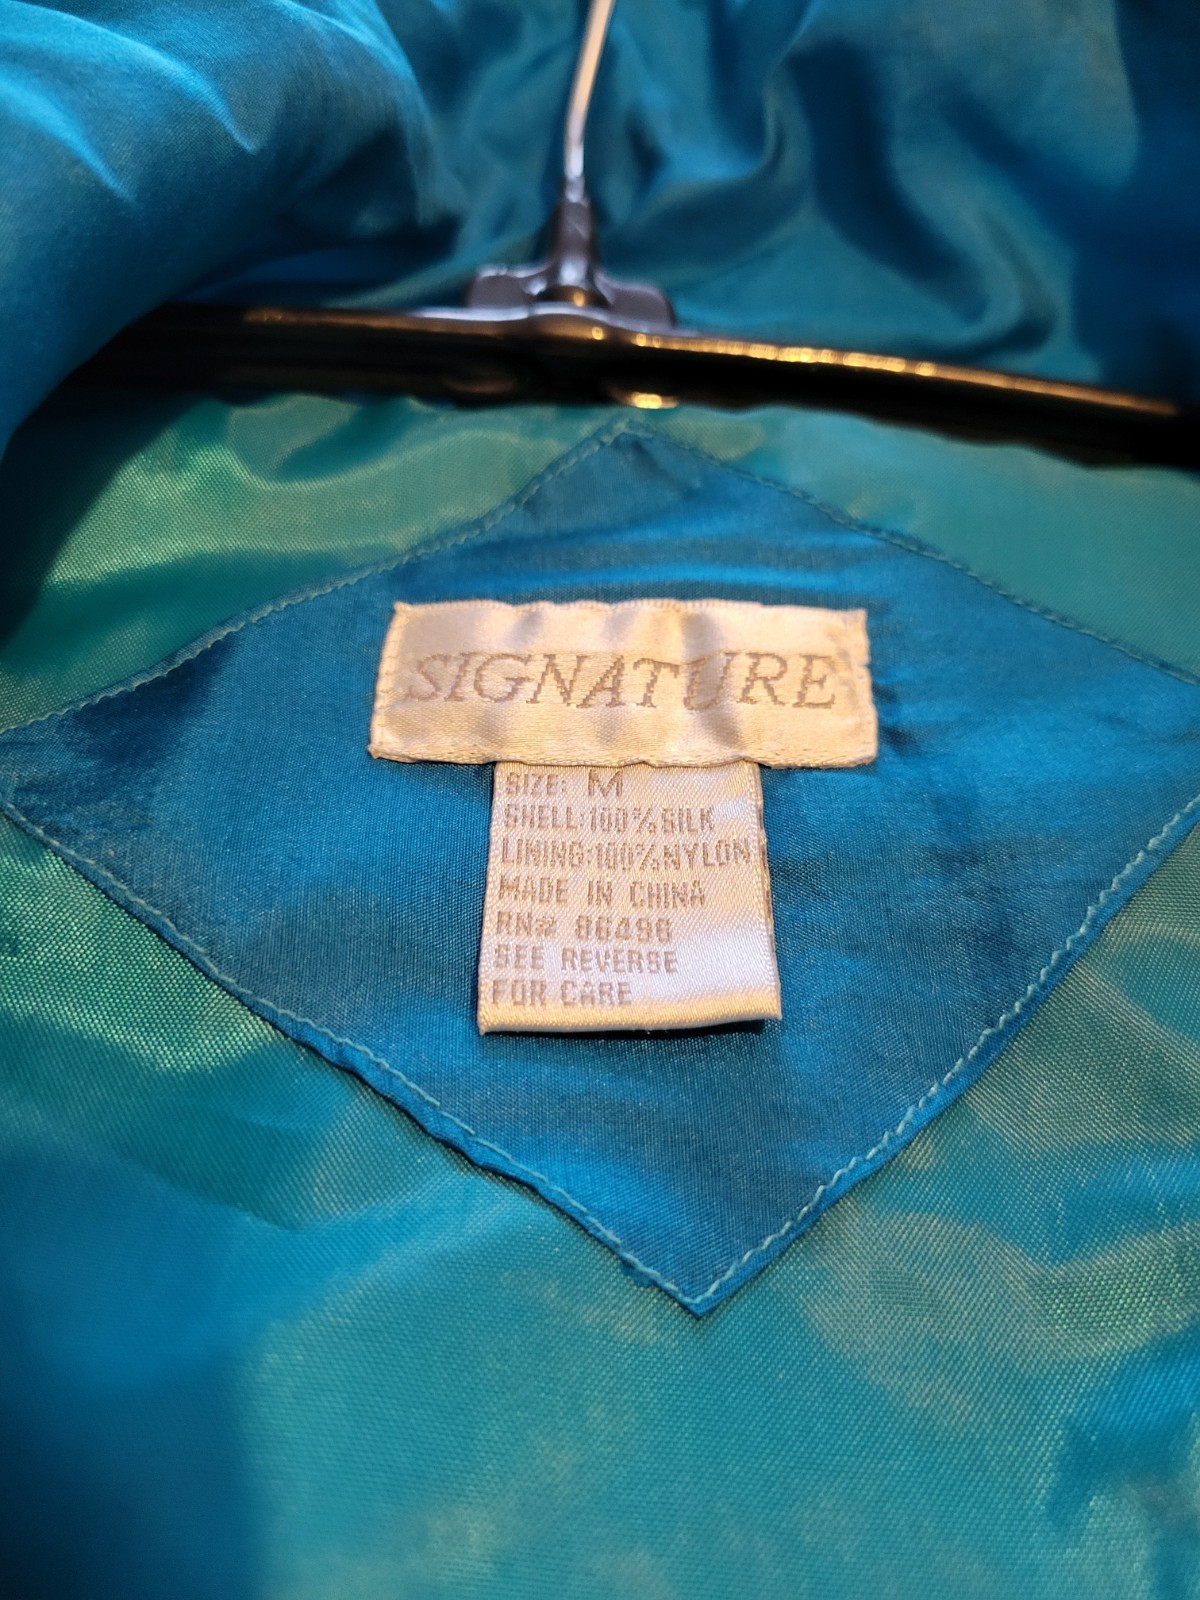 SIGNATURE
SIZE: M
SHELL:100%SILK
LINING:100%NYLON
MADE IN CHINA
RN# 86496
SEE REVERSE
FOR CARE